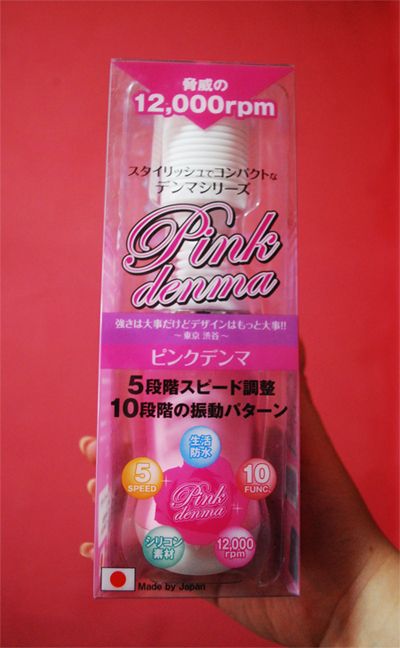 脅威の
12,000rpm
スタイリッシュでコンパクトな
デンマシリーズ
Pink
denma
強さは大事だけどデザインはもっと大事!!
～東京 渋谷～
ピンクデンマ
5段階スピード調整
10段階の振動パターン
生活
防水
5
SPEED
10
FUNC.
Pink
denma
シリコン
素材
12,000
rpm
Made by Japan